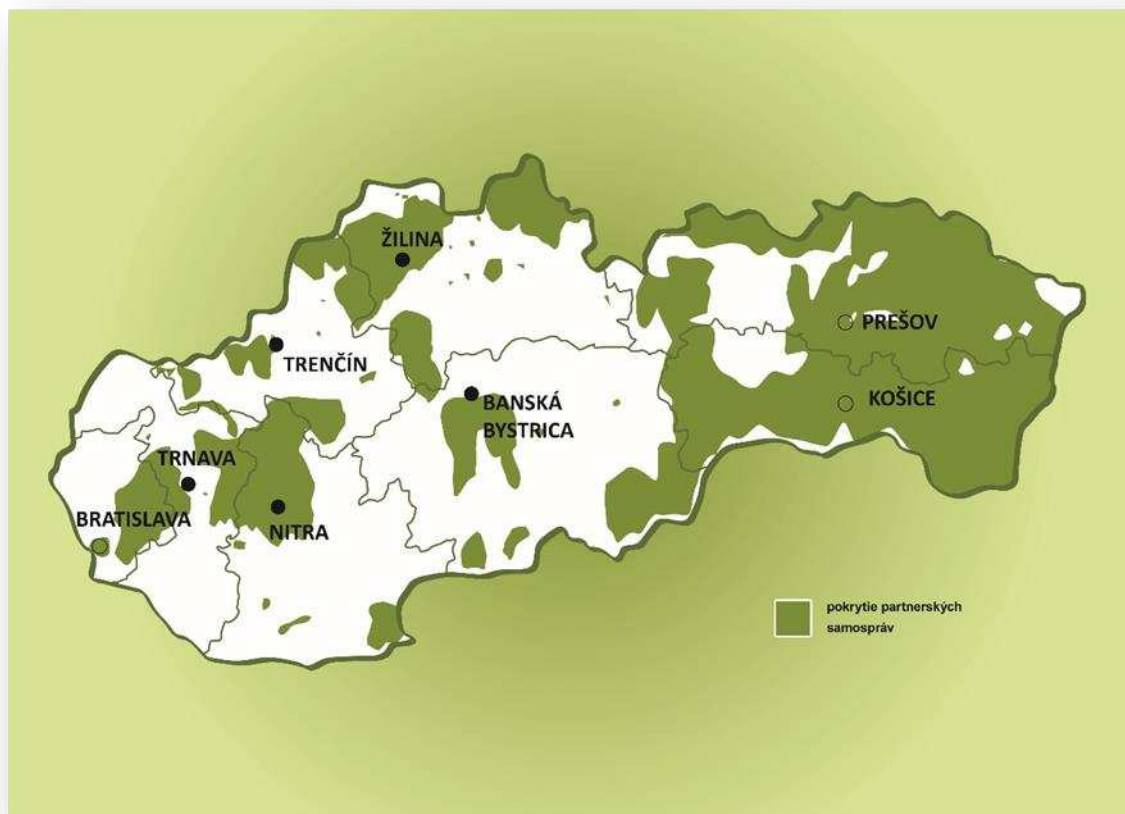 ŽILINA
PREŠOV
TRENČÍN
KOŠICE
BANSKÁ
BYSTRICA
TRNAVA
BRATISLAVA
NITRA
pokrytie partnerských
samospráv